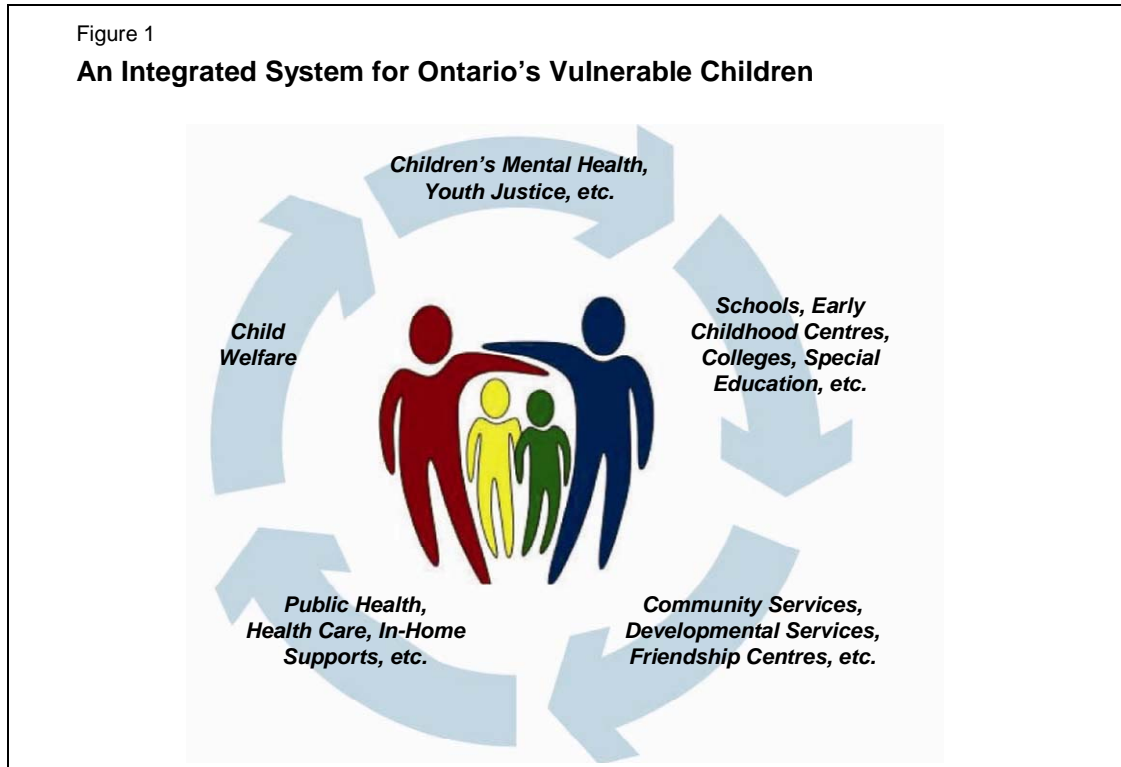 Figure 1
An Integrated System for Ontario’s Vulnerable Children
Children’s Mental Health,
Youth Justice, etc.
Schools, Early
Childhood Centres,
Colleges, Special
Education, etc.
Child
Welfare
Public Health,
Health Care, In-Home
Supports, etc.
Community Services,
Developmental Services,
Friendship Centres, etc.